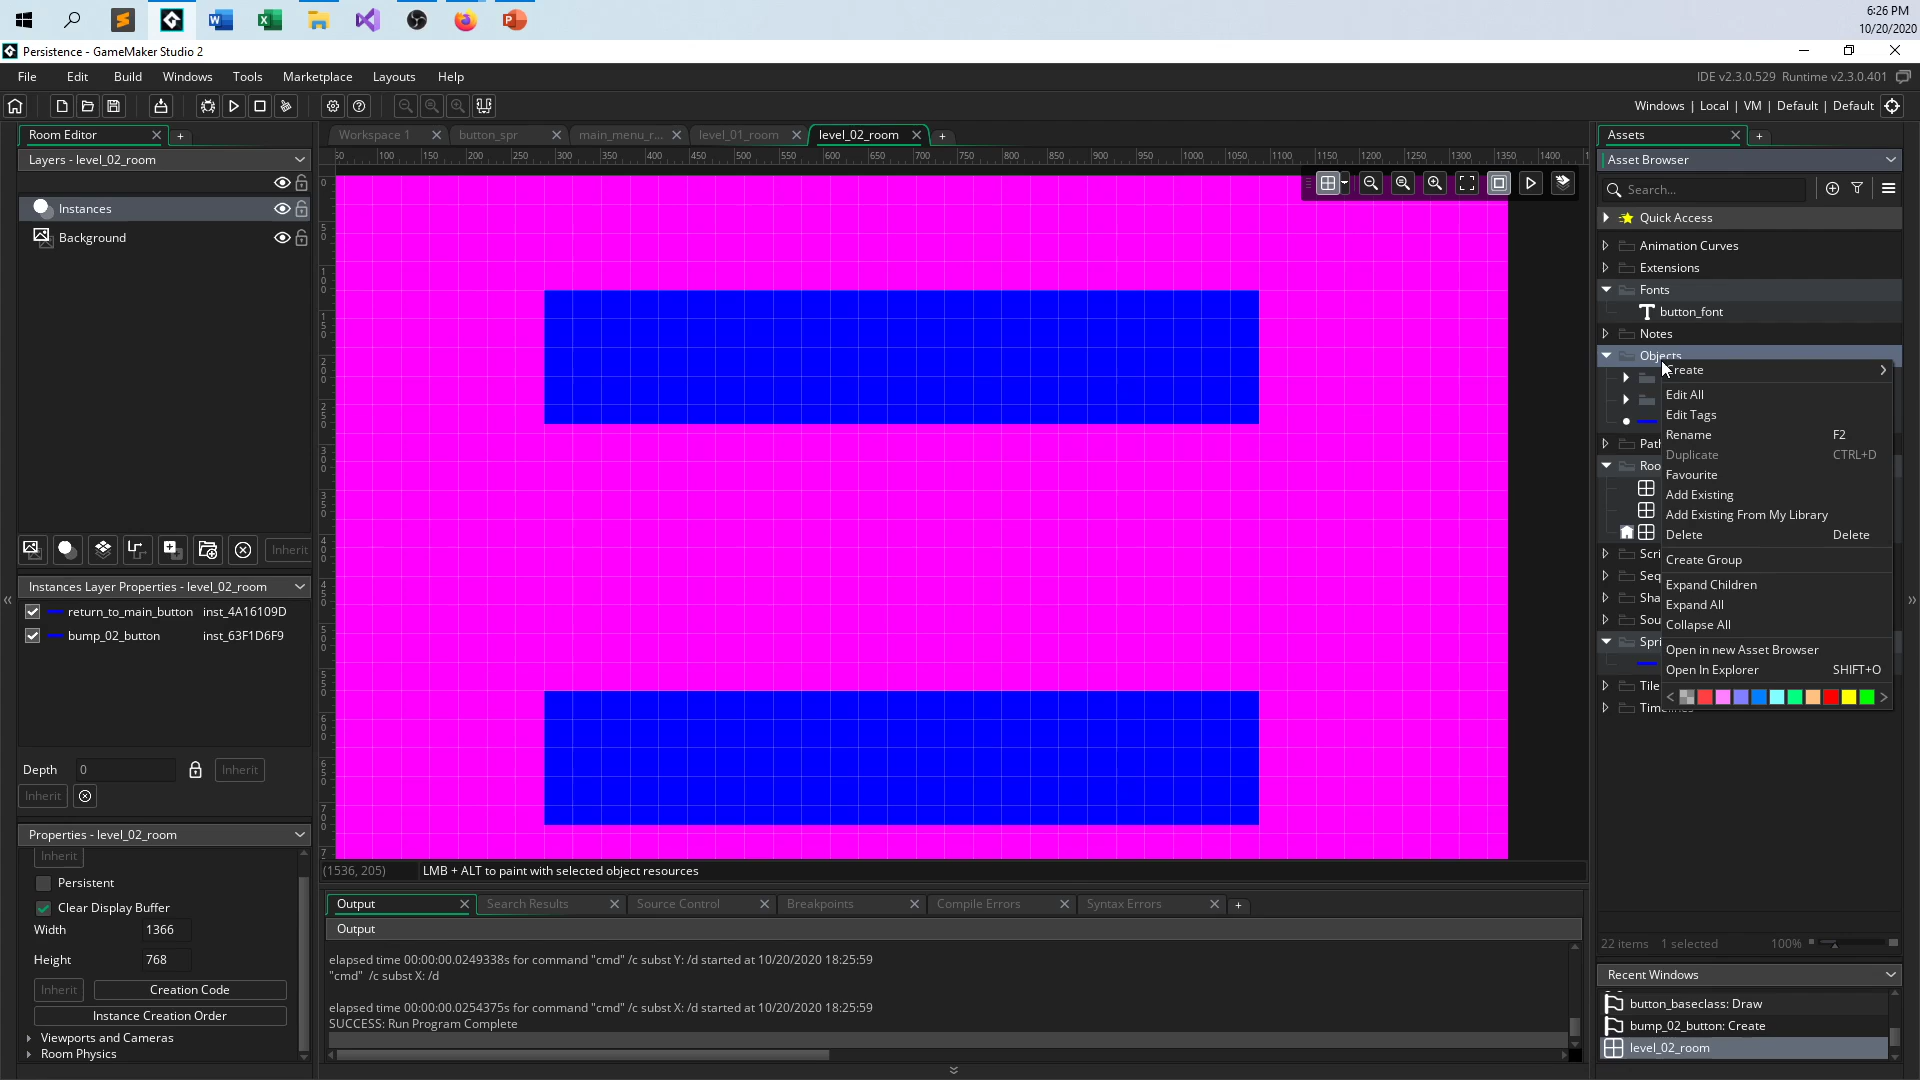 6:26 PM
10/20/2020
Persistence - GameMaker Studio 2
File Edit Build Windows Tools Marketplace Layouts Help
IDE v2.3.0.529 Runtime v2.3.0.401
Windows | Local | VM | Default | Default
Room Editor
Workspace 1
button_spr
main_menu_r...
level_01_room
level_02_room
Assets
Layers - level_02_room
Asset Browser
Search...
Instances
Background
Quick Access
Animation Curves
Extensions
Fonts
button_font
Notes
Objects
Create
Edit All
Edit Tags
Rename F2
Duplicate CTRL+D
Favourite
Add Existing
Add Existing From My Library
Delete Delete
Create Group
Expand Children
Expand All
Collapse All
Open in new Asset Browser
Open In Explorer SHIFT+O
Inherit
Instances Layer Properties - level_02_room
return_to_main_button inst_4A16109D
bump_02_button inst_63F1D6F9
Depth 0 Inherit
Inherit
Properties - level_02_room
Inherit
Persistent
Clear Display Buffer
Width 1366
Height 768
Inherit Creation Code
Instance Creation Order
Viewports and Cameras
Room Physics
(1536, 205) LMB + ALT to paint with selected object resources
Output Search Results Source Control Breakpoints Compile Errors Syntax Errors
Output
elapsed time 00:00:00.0249338s for command "cmd" /c subst Y: /d started at 10/20/2020 18:25:59
"cmd" /c subst X: /d
elapsed time 00:00:00.0254375s for command "cmd" /c subst X: /d started at 10/20/2020 18:25:59
SUCCESS: Run Program Complete
22 items 1 selected 100%
Recent Windows
button_baseclass: Draw
bump_02_button: Create
level_02_room